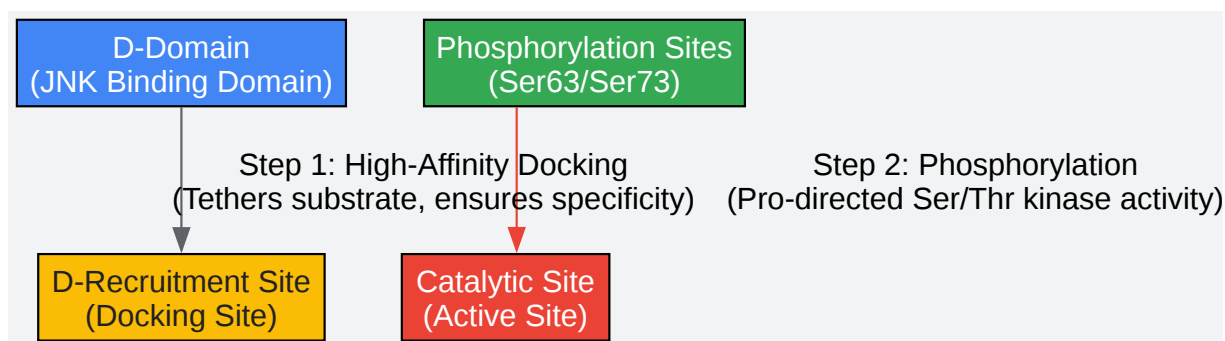 D-Domain
(JNK Binding Domain)
Phosphorylation Sites
(Ser63/Ser73)
Step 1: High-Affinity Docking
(Tethers substrate, ensures specificity)
Step 2: Phosphorylation
(Pro-directed Ser/Thr kinase activity)
D-Recruitment Site
(Docking Site)
Catalytic Site
(Active Site)